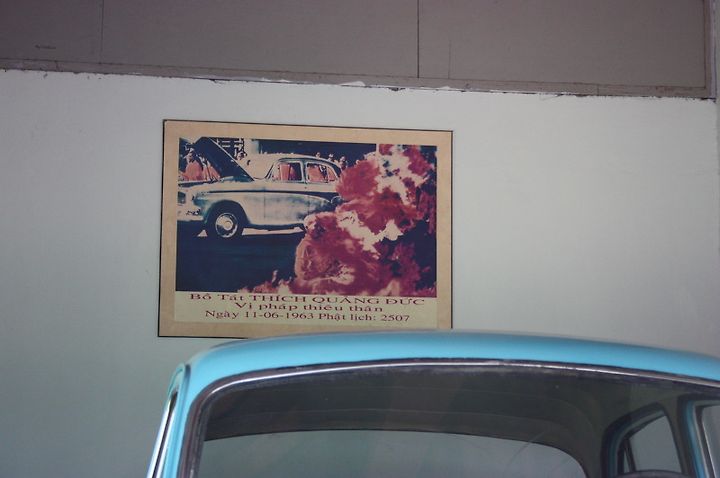 Bồ Tát THÍCH QUẢNG ĐỨC
Vị pháp thiêu thân
Ngày 11-06-1963 Phật lịch: 2507